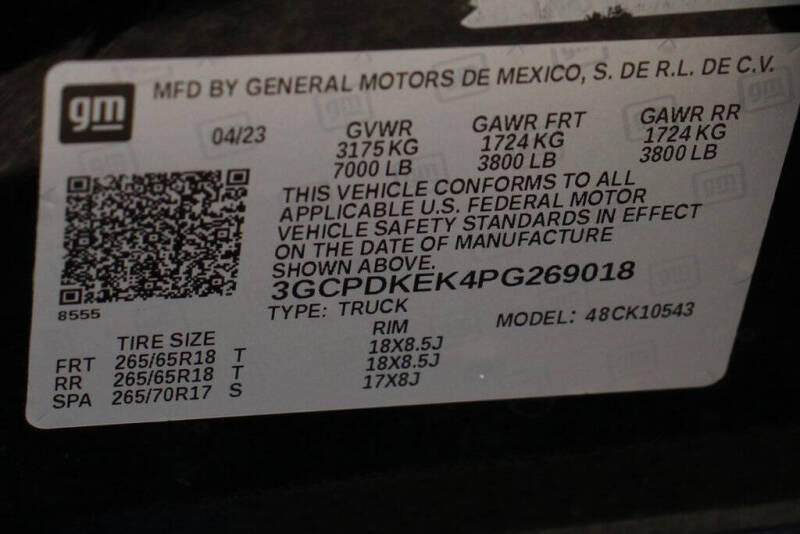 gm
MFD BY GENERAL MOTORS DE MEXICO, S. DE R.L. DE C.V.
04/23 GVWR GAWR FRT GAWR RR
3175 KG 1724 KG 1724 KG
7000 LB 3800 LB 3800 LB
THIS VEHICLE CONFORMS TO ALL
APPLICABLE U.S. FEDERAL MOTOR
VEHICLE SAFETY STANDARDS IN EFFECT
ON THE DATE OF MANUFACTURE
SHOWN ABOVE.
3GCPDKEK4PG269018
8555
TYPE: TRUCK MODEL: 48CK10543
TIRE SIZE RIM
FRT 265/65R18 T 18X8.5J
RR 265/65R18 T 18X8.5J
SPA 265/70R17 S 17X8J